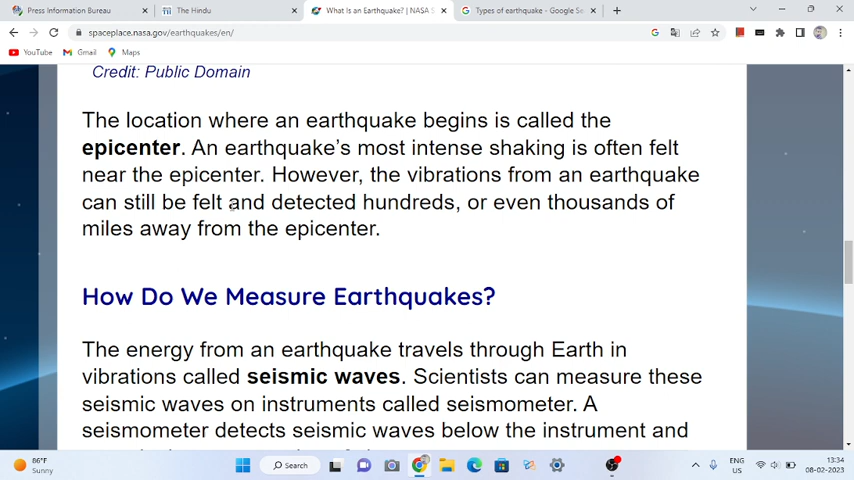 Press Information Bureau
The Hindu
What Is an Earthquake? | NASA S
Types of earthquake - Google Se
spaceplace.nasa.gov/earthquakes/en/
YouTube
Gmail
Maps
Credit: Public Domain
The location where an earthquake begins is called the
epicenter. An earthquake's most intense shaking is often felt
near the epicenter. However, the vibrations from an earthquake
can still be felt and detected hundreds, or even thousands of
miles away from the epicenter.
How Do We Measure Earthquakes?
The energy from an earthquake travels through Earth in
vibrations called seismic waves. Scientists can measure these
seismic waves on instruments called seismometer. A
seismometer detects seismic waves below the instrument and
86°F
Sunny
Search
ENG
US
13:34
08-02-2023